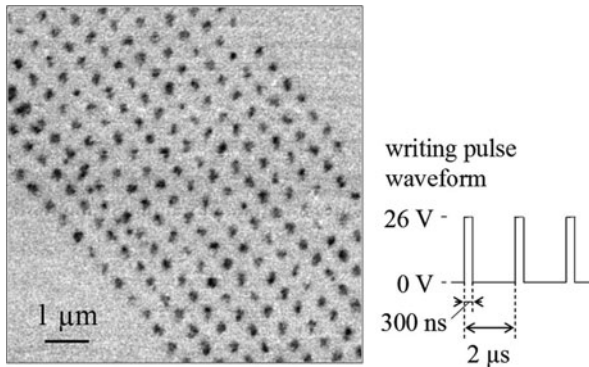 1 μm
writing pulse
waveform
26 V
0 V
300 ns
2 μs